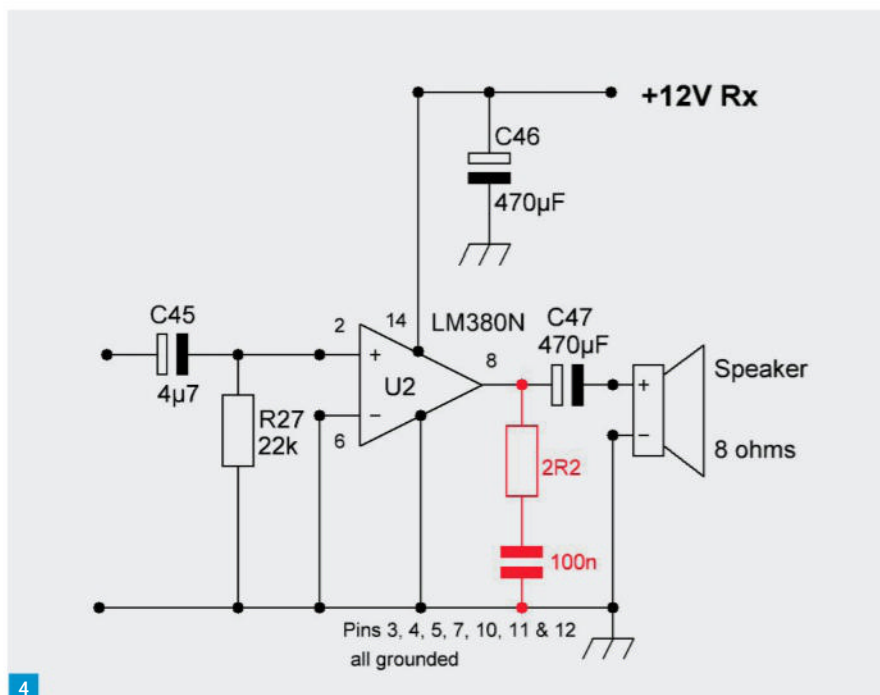 +12V Rx
C46
470µF
C45
4µ7
2
14
LM380N
+
U2
−
6
8
C47
470µF
R27
22k
2R2
100n
+
−
Speaker
8 ohms
Pins 3, 4, 5, 7, 10, 11 & 12
all grounded
4